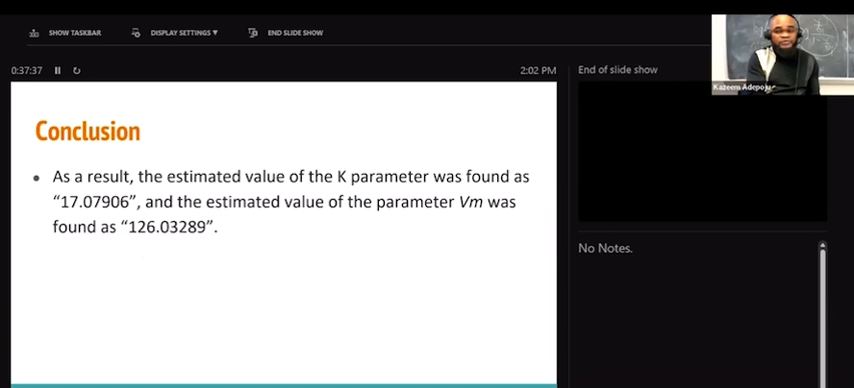 SHOW TASKBAR DISPLAY SETTINGS ▼ END SLIDE SHOW
0:37:37 2:02 PM End of slide show
Kazeem Adepoju
Conclusion
• As a result, the estimated value of the K parameter was found as
“17.07906”, and the estimated value of the parameter Vm was
found as “126.03289”.
No Notes.